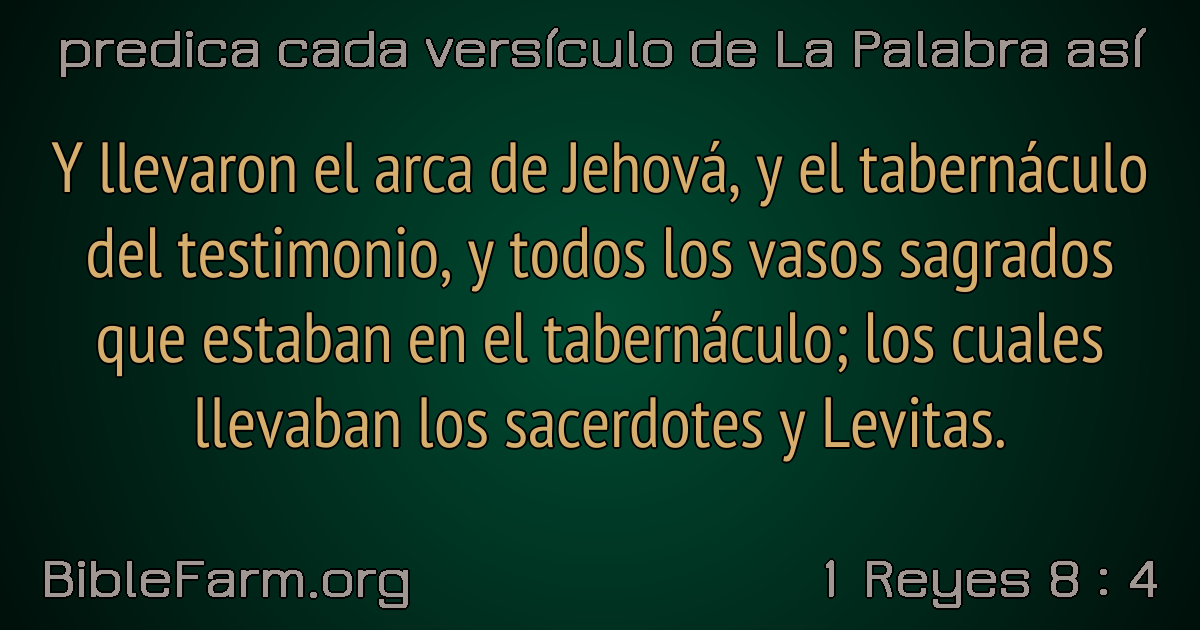 predica cada versículo de La Palabra así
Y llevaron el arca de Jehová, y el tabernáculo
del testimonio, y todos los vasos sagrados
que estaban en el tabernáculo; los cuales
llevaban los sacerdotes y Levitas.
BibleFarm.org
1 Reyes 8 : 4